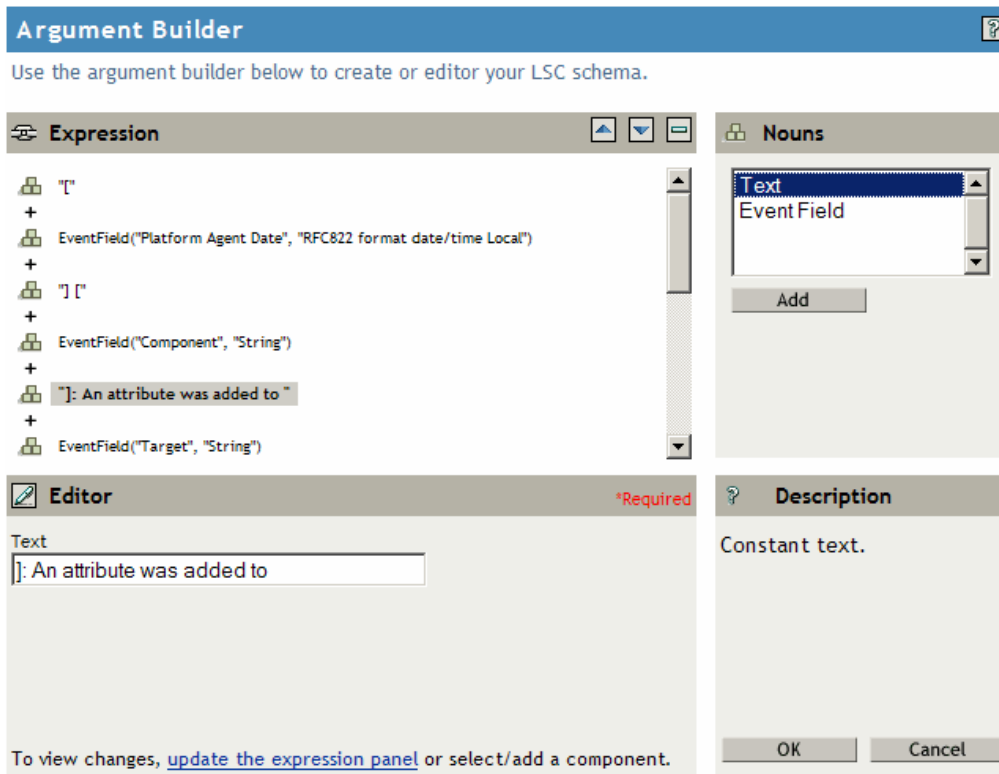 Argument Builder
?
Use the argument builder below to create or editor your LSC schema.
Expression
"["
+
EventField("Platform Agent Date", "RFC822 format date/time Local")
+
"] ["
+
EventField("Component", "String")
+
"]: An attribute was added to "
+
EventField("Target", "String")
Nouns
Text
Event Field
Add
Editor
*Required
Text
]: An attribute was added to
To view changes, update the expression panel or select/add a component.
? Description
Constant text.
OK Cancel